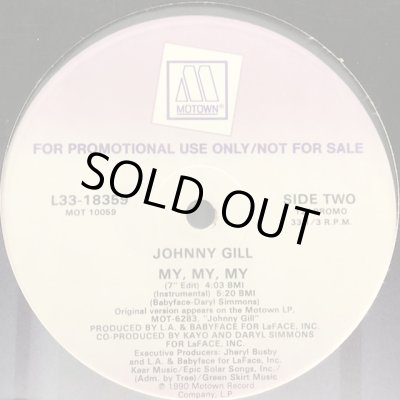 M
MOTOWN®
FOR PROMOTIONAL USE ONLY/NOT FOR SALE
L33-18359
SIDE TWO
MOT 10059
PROMO
R.P.M.
SOLD OUT
JOHNNY GILL
MY, MY, MY
(7" Edit) 4:03 BMI
(Instrumental) 5:20 BMI
(Babyface-Daryl Simmons)
Original version appears on the Motown LP.
MOT-6283, "Johnny Gill"
PRODUCED BY L.A. & BABYFACE FOR LaFACE, INC.
CO-PRODUCED BY KAYO AND DARYL SIMMONS
FOR LaFACE, INC.
Executive Producers: Jheryl Busby
and L.A. & Babyface for LaFace, Inc.
Kear Music/Epic Solar Songs, Inc./
(Adm. by Tree)/Green Skirt Music
℗ 1990 Motown Record
Company, L.P.